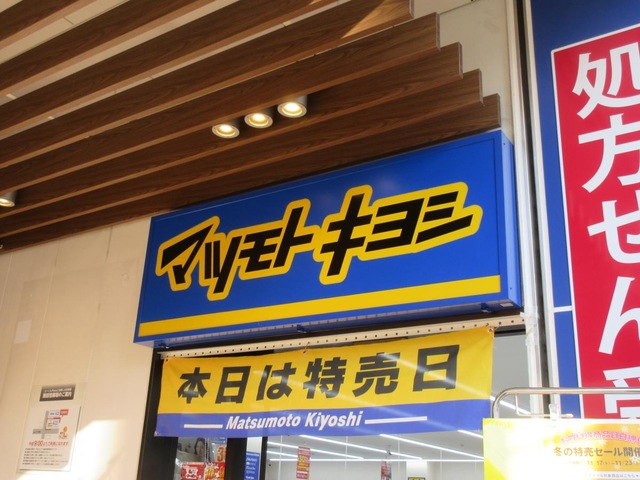 マツモトキヨシ
本日は特売日
Matsumoto Kiyoshi
処方せん受
冬の特売セール開催